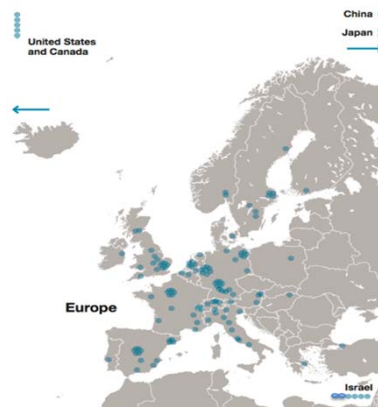 China
Japan
United States
and Canada
Europe
Israel